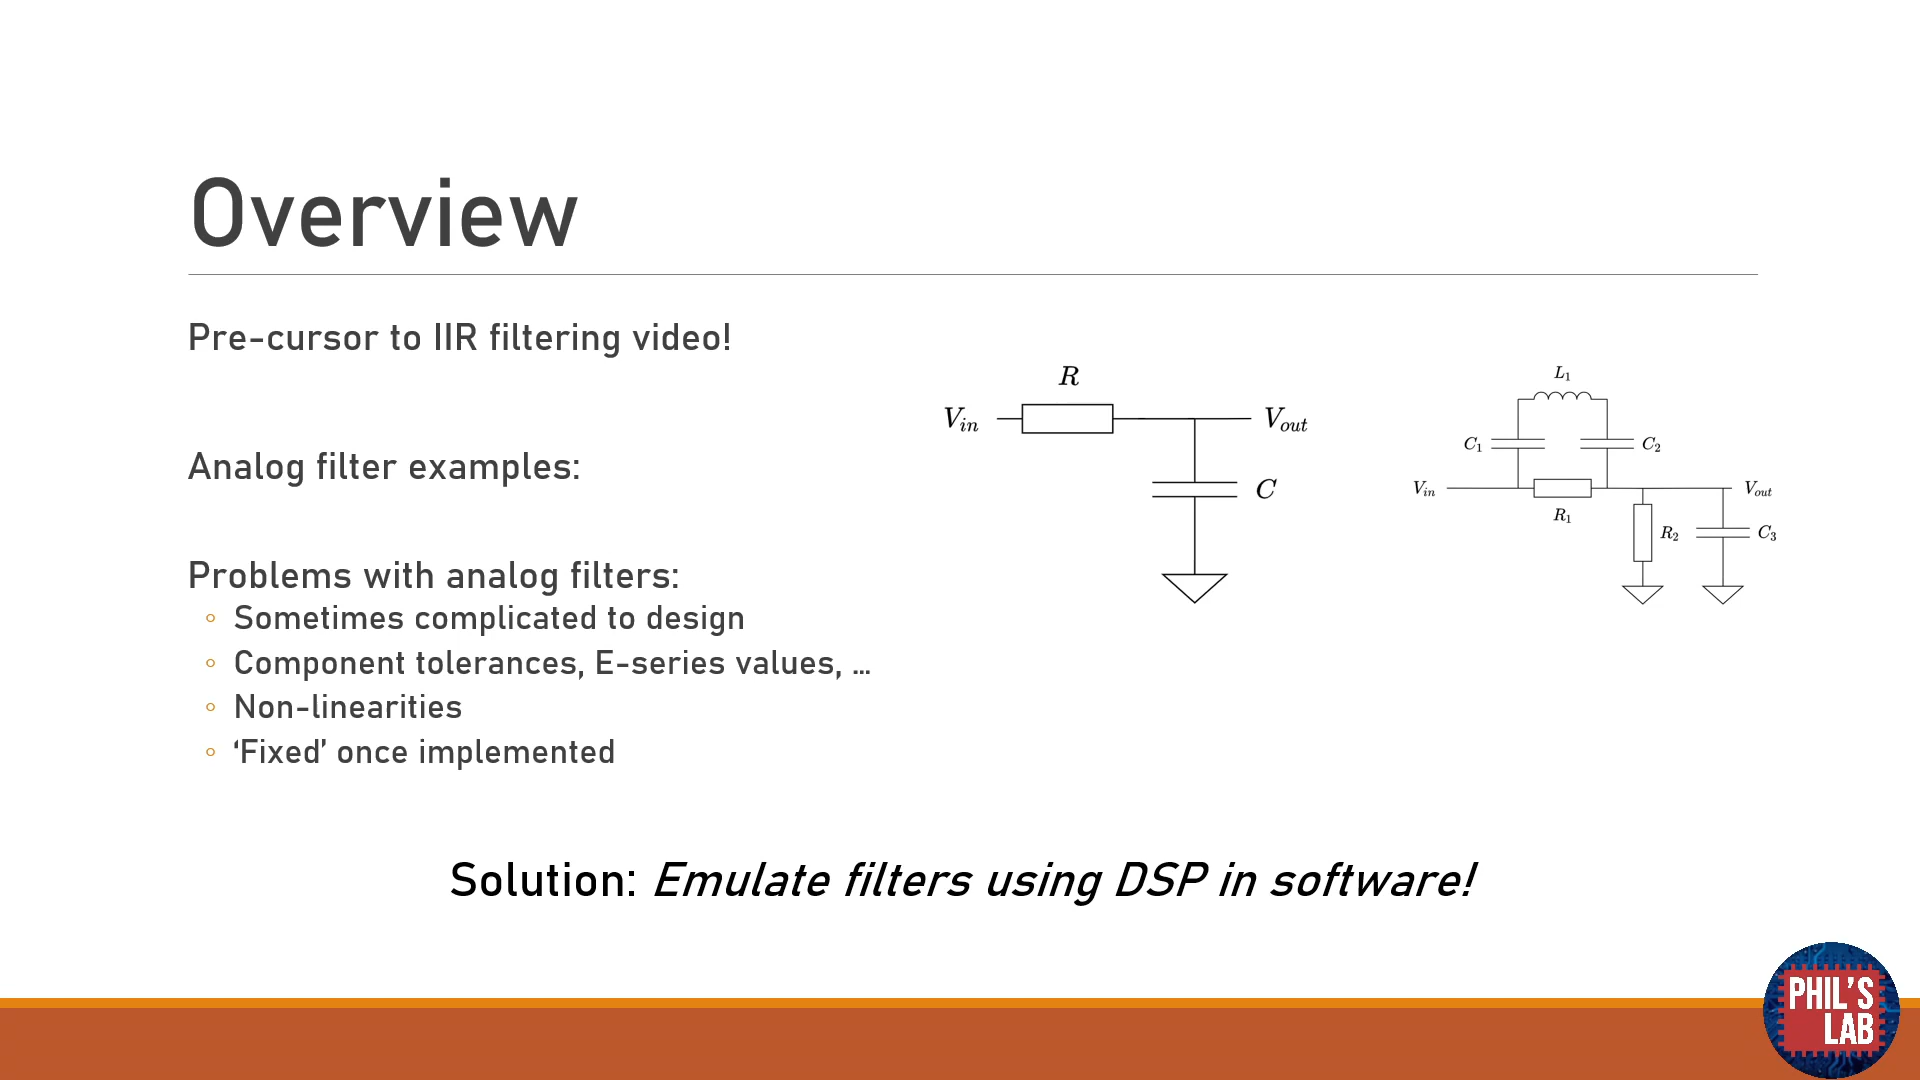 Overview
Pre-cursor to IIR filtering video!
Analog filter examples:
Problems with analog filters:
◦ Sometimes complicated to design
◦ Component tolerances, E-series values, ...
◦ Non-linearities
◦ ‘Fixed’ once implemented
R
Vin
Vout
C
L1
C1
C2
Vin
Vout
R1
R2
C3
Solution: Emulate filters using DSP in software!
PHIL'S
LAB